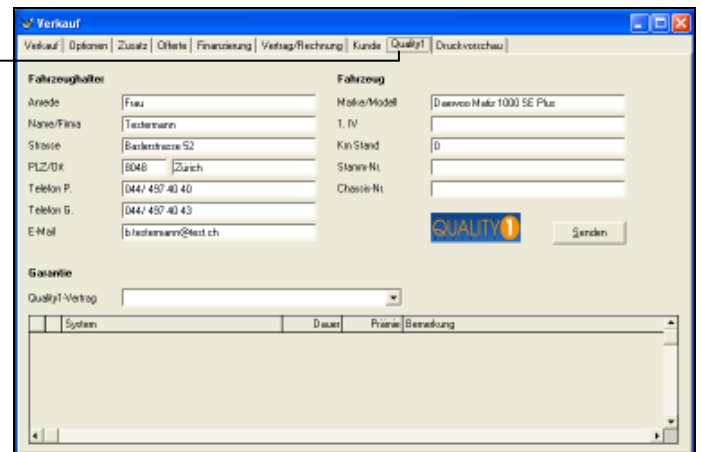 Verkauf
Verkauf Optionen Zusatz Offerte Finanzierung Vertrag/Rechnung Kunde Quality1 Druckvorschau
Fahrzeughalter Fahrzeug
Anrede Frau Marke/Modell Daewoo Matiz 1000 SE Plus
Name/Firma Testemann 1. IV
Strasse Baslerstrasse 52 Km-Stand 0
PLZ/Ort 8048 Zürich Stamm-Nr.
Telefon P. 044/ 497 40 40 Chassis-Nr.
Telefon G. 044/ 497 40 43
E-Mail b.testemann@test.ch QUALITY1 Senden
Garantie
Quality1-Vertrag
System Dauer Prämie Bemerkung